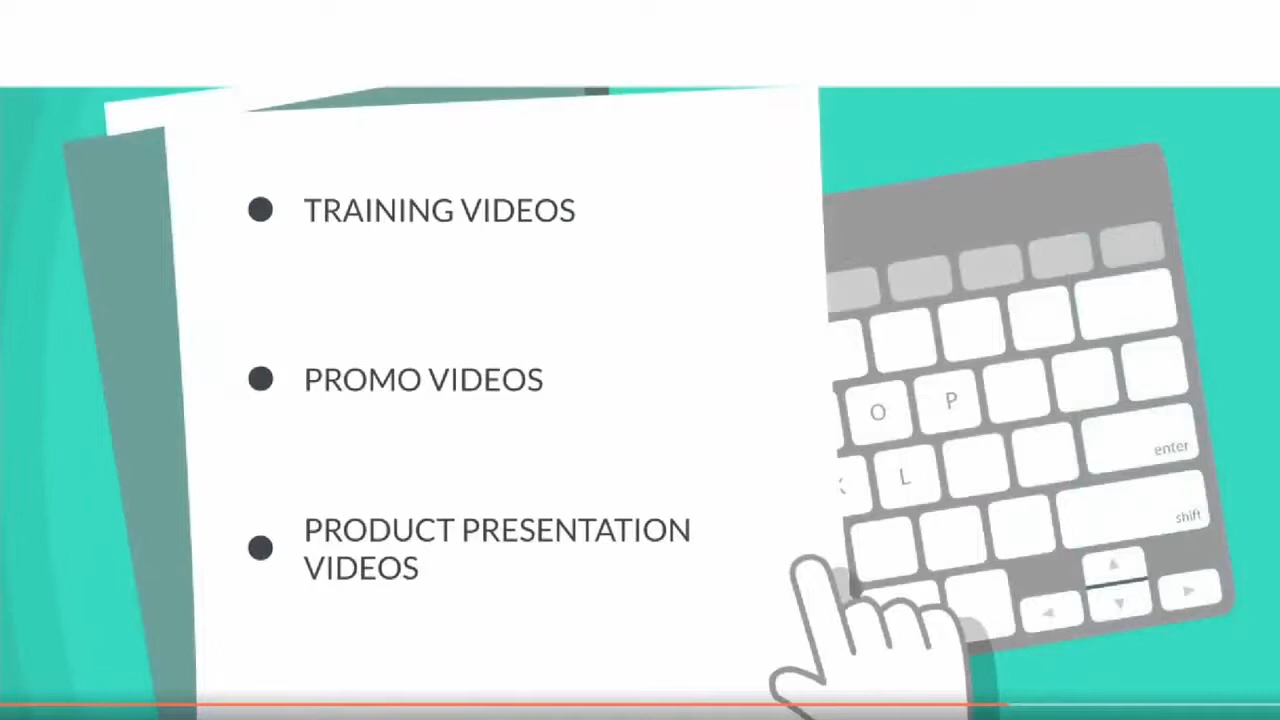 TRAINING VIDEOS
PROMO VIDEOS
PRODUCT PRESENTATION
VIDEOS
O P
enter
K L
shift